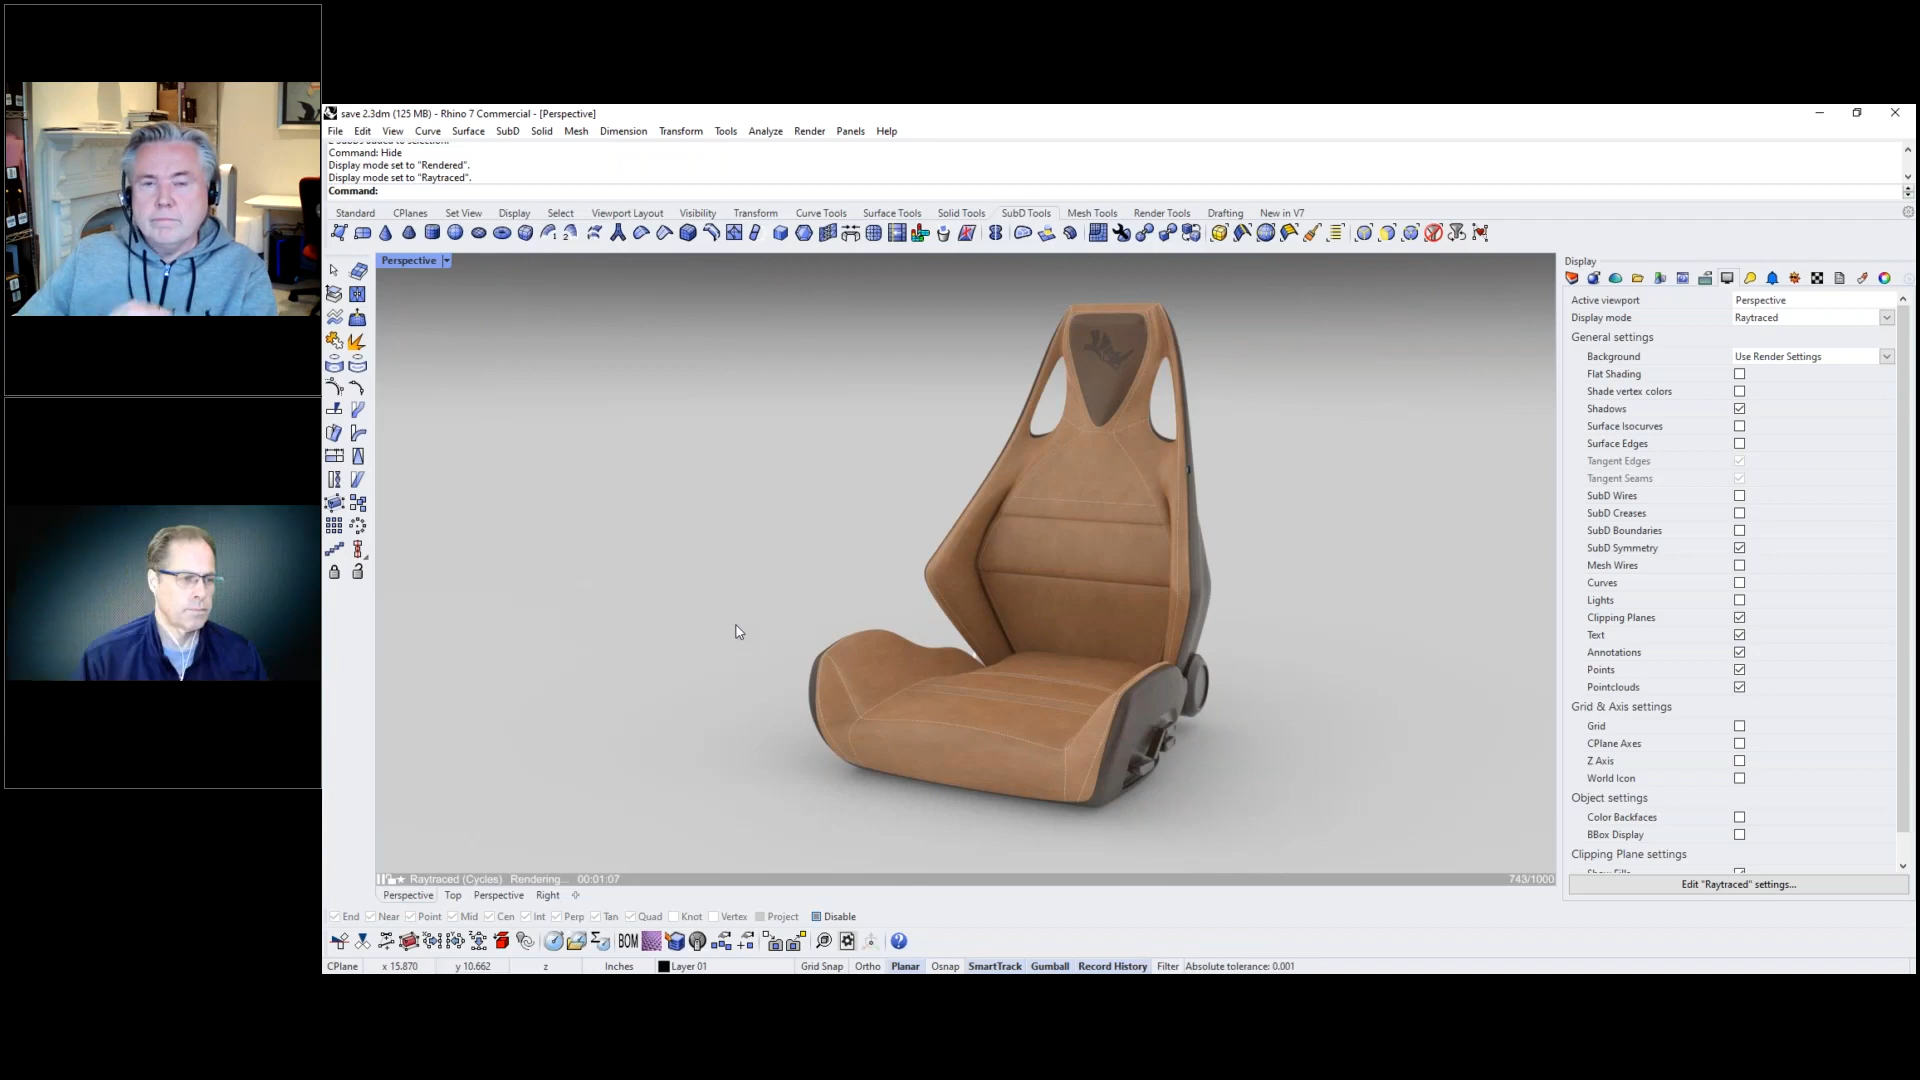 save 2.3dm (125 MB) - Rhino 7 Commercial - [Perspective]
File Edit View Curve Surface SubD Solid Mesh Dimension Transform Tools Analyze Render Panels Help
2 SubDs added to selection.
Command: Hide
Display mode set to "Rendered".
Display mode set to "Raytraced".
Command:
Standard CPlanes Set View Display Select Viewport Layout Visibility Transform Curve Tools Surface Tools Solid Tools SubD Tools Mesh Tools Render Tools Drafting New in V7
Perspective
Display
Active viewport Perspective
Display mode Raytraced
General settings
Background Use Render Settings
Flat Shading
Shade vertex colors
Shadows
Surface Isocurves
Surface Edges
Tangent Edges
Tangent Seams
SubD Wires
SubD Creases
SubD Boundaries
SubD Symmetry
Mesh Wires
Curves
Lights
Clipping Planes
Text
Annotations
Points
Pointclouds
Grid & Axis settings
Grid
CPlane Axes
Z Axis
World Icon
Object settings
Color Backfaces
BBox Display
Clipping Plane settings
Edit "Raytraced" settings...
Raytraced (Cycles) Rendering... 00:01:07 743/1000
Perspective Top Perspective Right
End Near Point Mid Cen Int Perp Tan Quad Knot Vertex Project Disable
BOM
CPlane x 15.870 y 10.662 z Inches Layer 01 Grid Snap Ortho Planar Osnap SmartTrack Gumball Record History Filter Absolute tolerance: 0.001